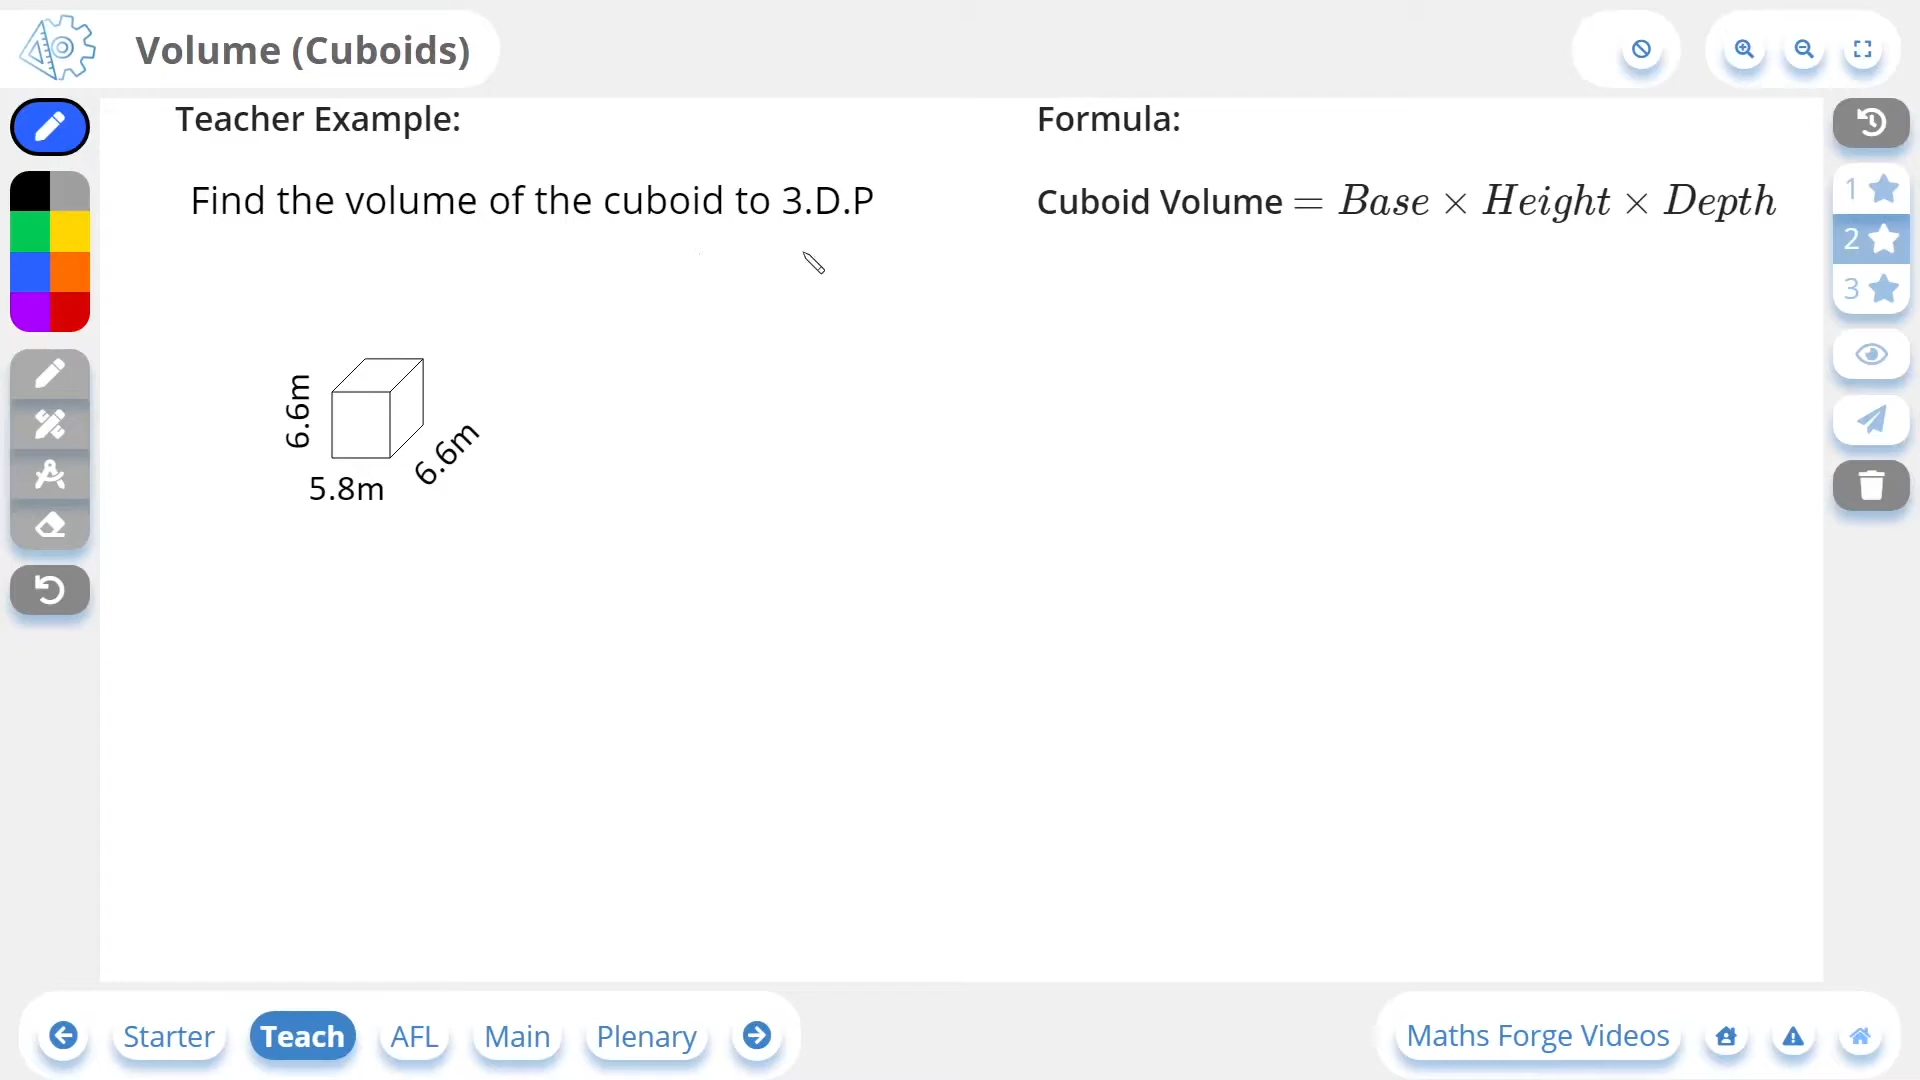 Volume (Cuboids)
Teacher Example:
Formula:
Find the volume of the cuboid to 3.D.P
Cuboid Volume = Base × Height × Depth
1
2
3
6.6m
6.6m
5.8m
Starter
Teach
AFL
Main
Plenary
Maths Forge Videos